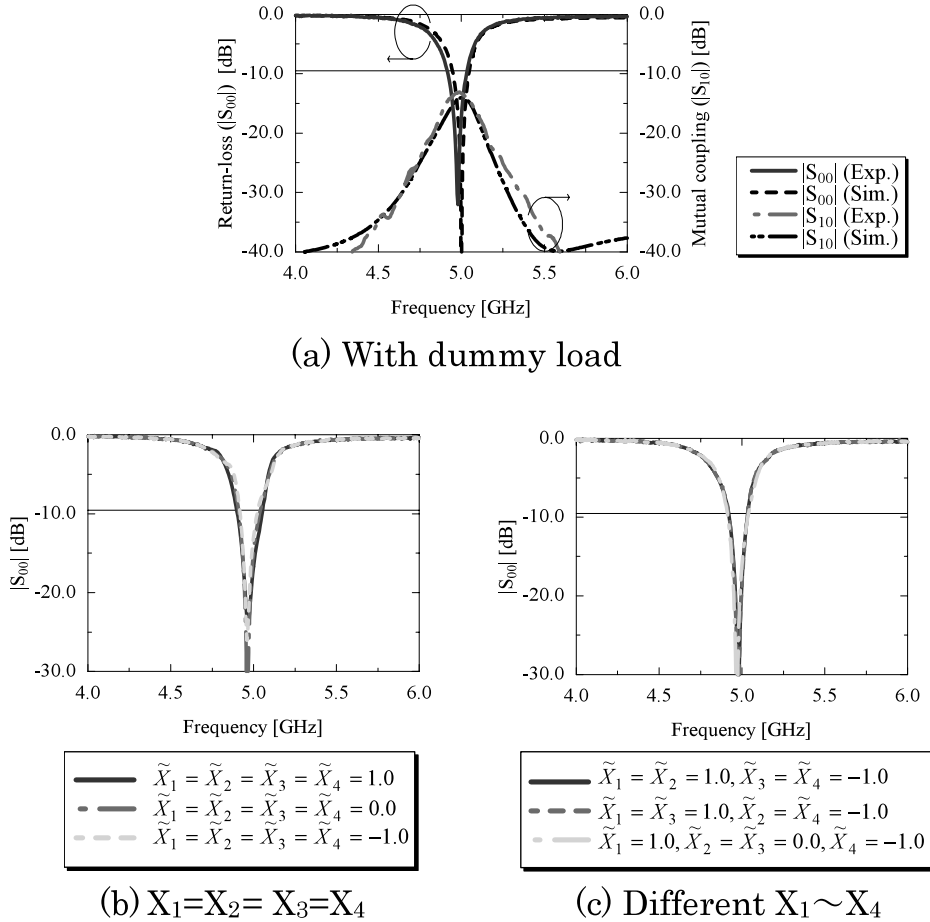 0.0
-10.0
-20.0
-30.0
-40.0
Return-loss (|S₀₀|) [dB]
0.0
-10.0
-20.0
-30.0
-40.0
Mutual coupling (|S₁₀|) [dB]
4.0 4.5 5.0 5.5 6.0
Frequency [GHz]
|S₀₀| (Exp.)
|S₀₀| (Sim.)
|S₁₀| (Exp.)
|S₁₀| (Sim.)
(a) With dummy load
0.0
-10.0
-20.0
-30.0
|S₀₀| [dB]
4.0 4.5 5.0 5.5 6.0
Frequency [GHz]
X̃₁ = X̃₂ = X̃₃ = X̃₄ = 1.0
X̃₁ = X̃₂ = X̃₃ = X̃₄ = 0.0
X̃₁ = X̃₂ = X̃₃ = X̃₄ = −1.0
(b) X₁=X₂= X₃=X₄
0.0
-10.0
-20.0
-30.0
|S₀₀| [dB]
4.0 4.5 5.0 5.5 6.0
Frequency [GHz]
X̃₁ = X̃₂ = 1.0, X̃₃ = X̃₄ = −1.0
X̃₁ = X̃₃ = 1.0, X̃₂ = X̃₄ = −1.0
X̃₁ = 1.0, X̃₂ = X̃₃ = 0.0, X̃₄ = −1.0
(c) Different X₁~X₄